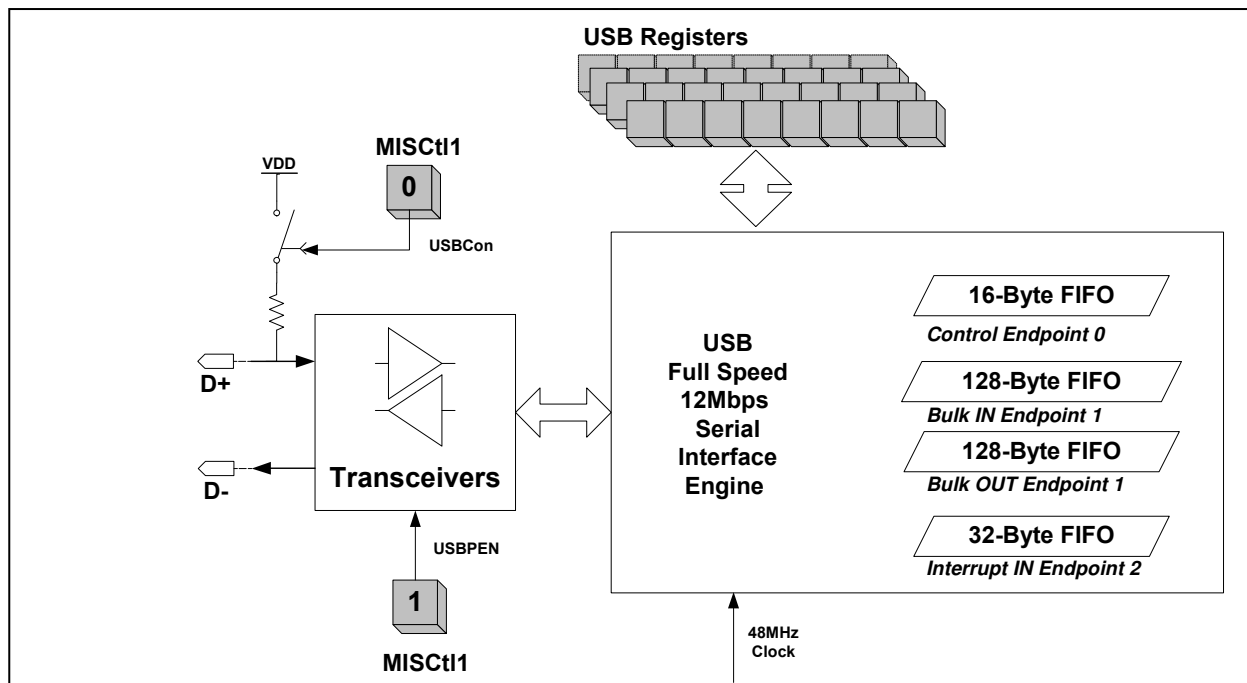 USB Registers
MISCtl1
VDD
0
USBCon
D+
D-
Transceivers
USBPEN
1
MISCtl1
USB
Full Speed
12Mbps
Serial
Interface
Engine
16-Byte FIFO
Control Endpoint 0
128-Byte FIFO
Bulk IN Endpoint 1
128-Byte FIFO
Bulk OUT Endpoint 1
32-Byte FIFO
Interrupt IN Endpoint 2
48MHz
Clock